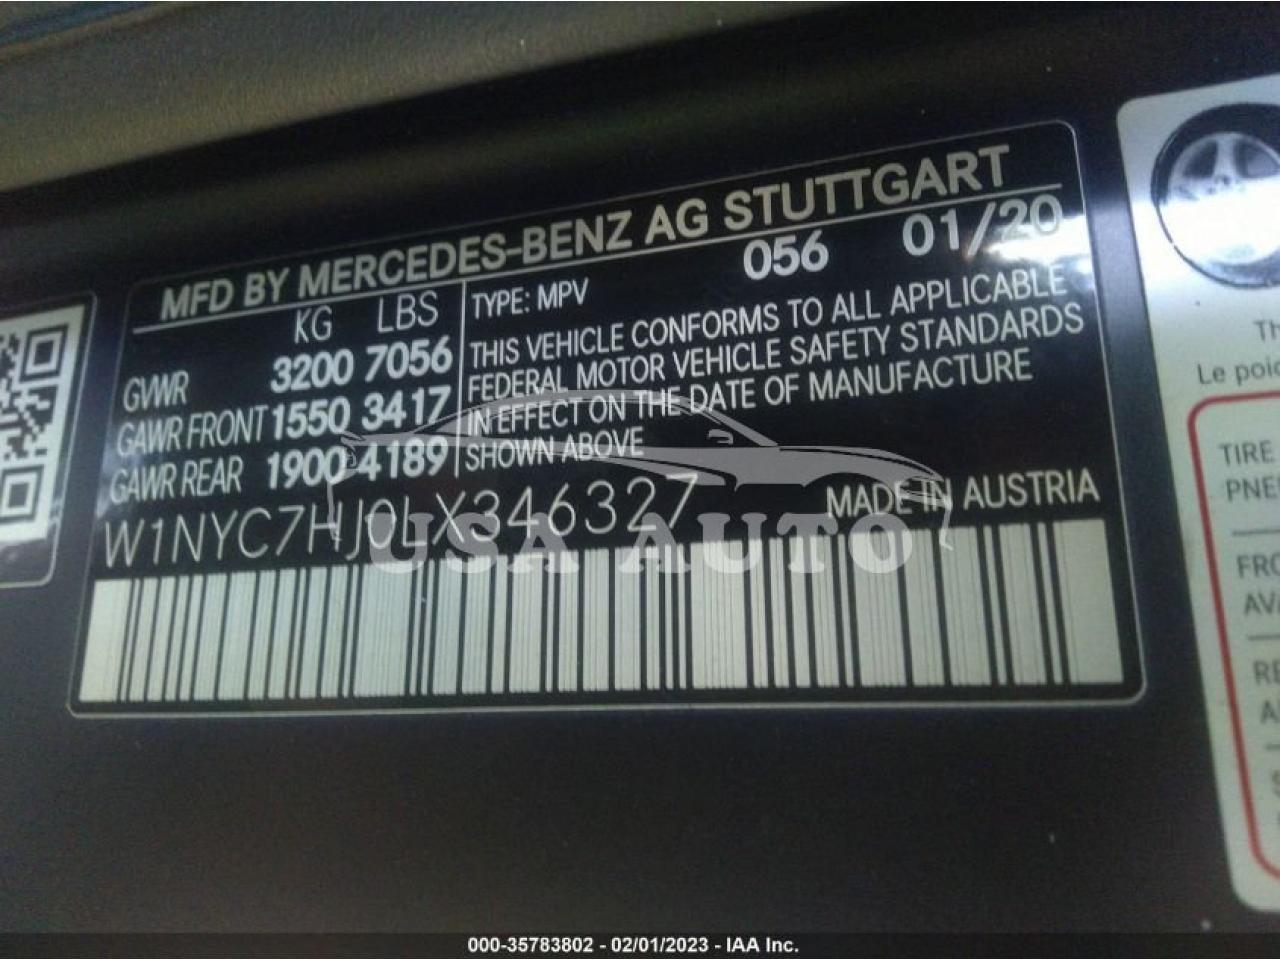 MFD BY MERCEDES-BENZ AG STUTTGART
KG LBS
GVWR 3200 7056
GAWR FRONT 1550 3417
GAWR REAR 1900 4189
TYPE: MPV 056 01/20
THIS VEHICLE CONFORMS TO ALL APPLICABLE
FEDERAL MOTOR VEHICLE SAFETY STANDARDS
IN EFFECT ON THE DATE OF MANUFACTURE
SHOWN ABOVE
W1NYC7HJ0LX346327 MADE IN AUSTRIA
USA AUTO
Th
Le poid
TIRE
PNE
FRO
AVA
RE
A
000-35783802 - 02/01/2023 - IAA Inc.